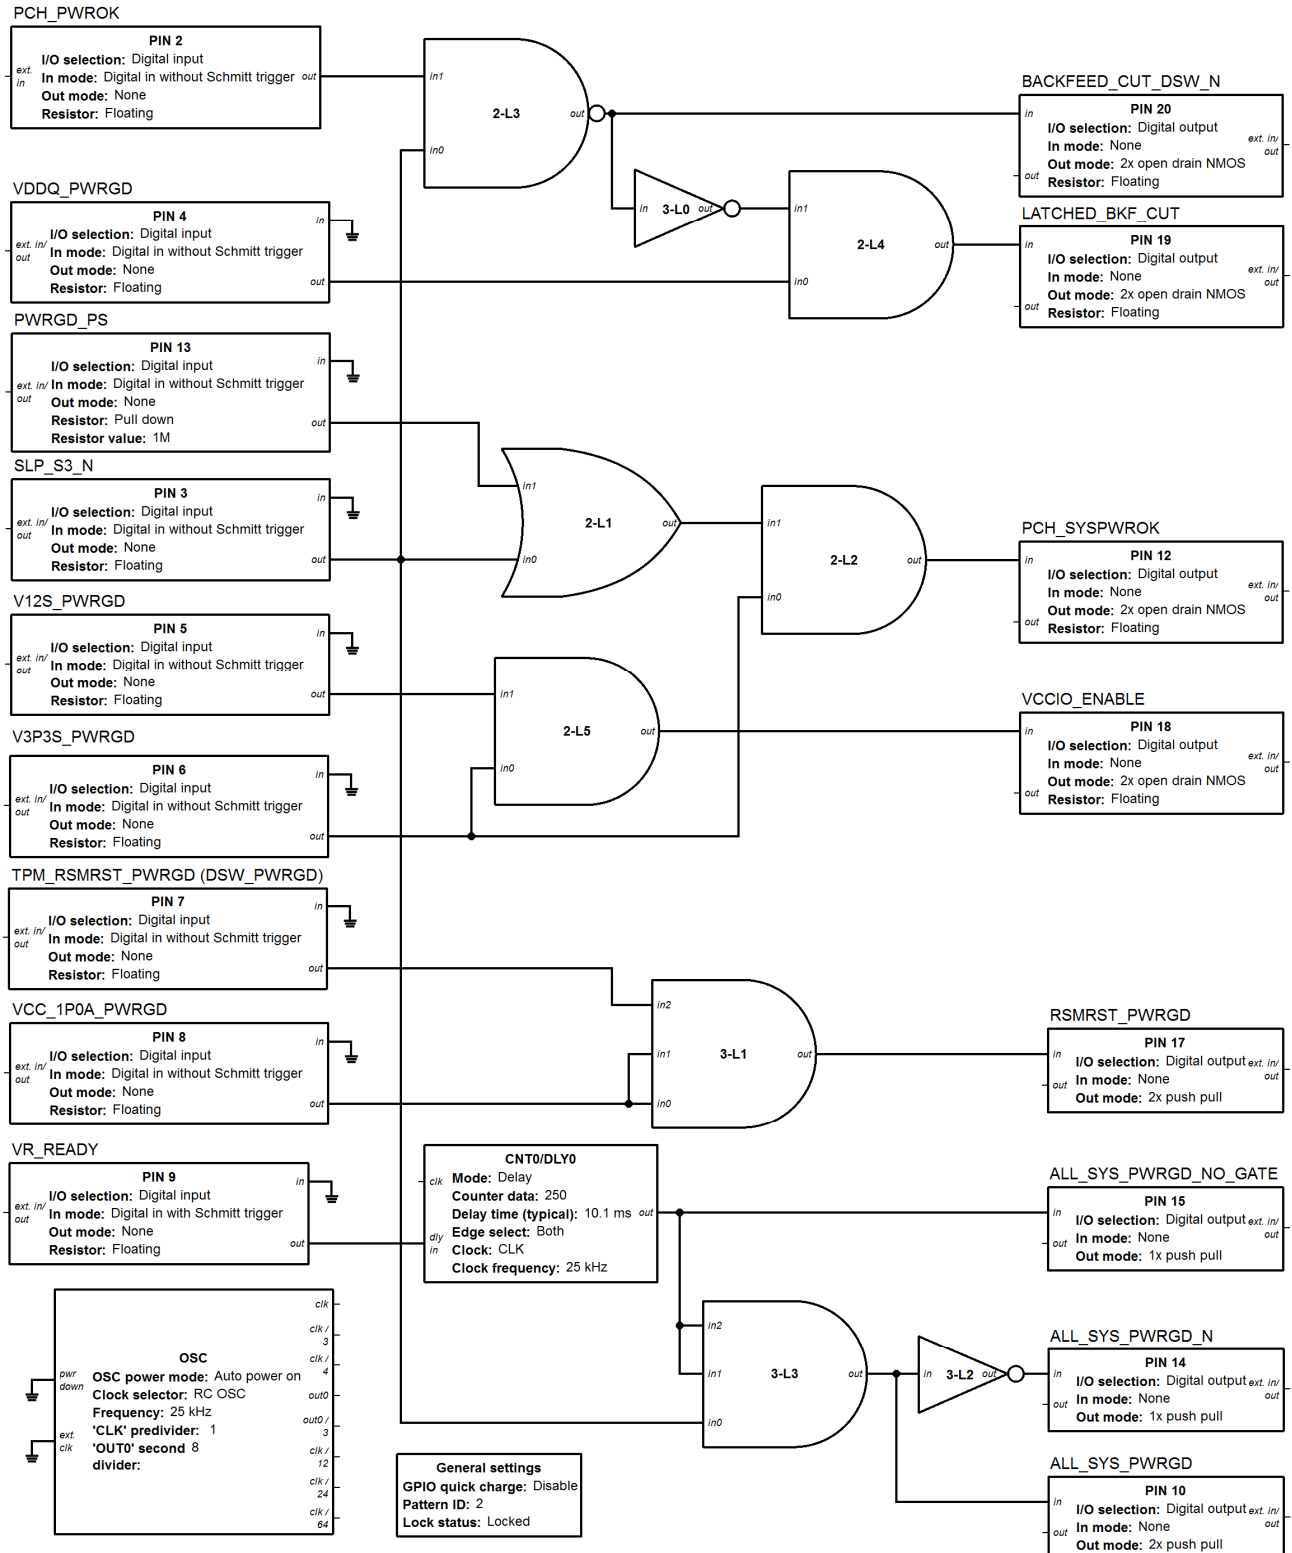 PCH_PWROK
PIN 2
I/O selection: Digital input
ext. in
In mode: Digital in without Schmitt trigger out
Out mode: None
Resistor: Floating
in1
2-L3
out
in0
BACKFEED_CUT_DSW_N
PIN 20
in
I/O selection: Digital output
In mode: None
ext. in/ out
Out mode: 2x open drain NMOS
out
Resistor: Floating
VDDQ_PWRGD
PIN 4
in
I/O selection: Digital input
ext. in/ out
In mode: Digital in without Schmitt trigger
Out mode: None
Resistor: Floating
out
in
3-L0
out
in1
2-L4
out
in0
LATCHED_BKF_CUT
PIN 19
in
I/O selection: Digital output
In mode: None
ext. in/ out
Out mode: 2x open drain NMOS
out
Resistor: Floating
PWRGD_PS
PIN 13
in
I/O selection: Digital input
ext. in/ out
In mode: Digital in without Schmitt trigger
Out mode: None
Resistor: Pull down
out
Resistor value: 1M
SLP_S3_N
PIN 3
in
I/O selection: Digital input
ext. in/ out
In mode: Digital in without Schmitt trigger
Out mode: None
Resistor: Floating
out
in1
2-L1
out
in0
in1
2-L2
out
in0
PCH_SYSPWROK
PIN 12
in
I/O selection: Digital output
In mode: None
ext. in/ out
Out mode: 2x open drain NMOS
out
Resistor: Floating
V12S_PWRGD
PIN 5
in
I/O selection: Digital input
ext. in/ out
In mode: Digital in without Schmitt trigger
Out mode: None
Resistor: Floating
out
in1
2-L5
out
in0
VCCIO_ENABLE
PIN 18
in
I/O selection: Digital output
In mode: None
ext. in/ out
Out mode: 2x open drain NMOS
out
Resistor: Floating
V3P3S_PWRGD
PIN 6
in
I/O selection: Digital input
ext. in/ out
In mode: Digital in without Schmitt trigger
Out mode: None
Resistor: Floating
out
TPM_RSMRST_PWRGD (DSW_PWRGD)
PIN 7
in
I/O selection: Digital input
ext. in/ out
In mode: Digital in without Schmitt trigger
Out mode: None
Resistor: Floating
out
VCC_1P0A_PWRGD
PIN 8
in
I/O selection: Digital input
ext. in/ out
In mode: Digital in without Schmitt trigger
Out mode: None
Resistor: Floating
out
in2
in1
3-L1
out
in0
RSMRST_PWRGD
PIN 17
in
I/O selection: Digital output
ext. in/ out
In mode: None
out
Out mode: 2x push pull
VR_READY
PIN 9
in
I/O selection: Digital input
ext. in/ out
In mode: Digital in with Schmitt trigger
Out mode: None
Resistor: Floating
out
CNT0/DLY0
clk
Mode: Delay
Counter data: 250
Delay time (typical): 10.1 ms
out
dly in
Edge select: Both
Clock: CLK
Clock frequency: 25 kHz
ALL_SYS_PWRGD_NO_GATE
PIN 15
in
I/O selection: Digital output
ext. in/ out
In mode: None
out
Out mode: 1x push pull
OSC
pwr down
OSC power mode: Auto power on
Clock selector: RC OSC
Frequency: 25 kHz
ext. clk
'CLK' predivider: 1
'OUT0' second 8
divider:
clk
clk / 3
clk / 4
out0
out0 / 3
clk / 12
clk / 24
clk / 64
in2
in1
3-L3
out
in0
in
3-L2
out
ALL_SYS_PWRGD_N
PIN 14
in
I/O selection: Digital output
ext. in/ out
In mode: None
out
Out mode: 1x push pull
General settings
GPIO quick charge: Disable
Pattern ID: 2
Lock status: Locked
ALL_SYS_PWRGD
PIN 10
in
I/O selection: Digital output
ext. in/ out
In mode: None
out
Out mode: 2x push pull